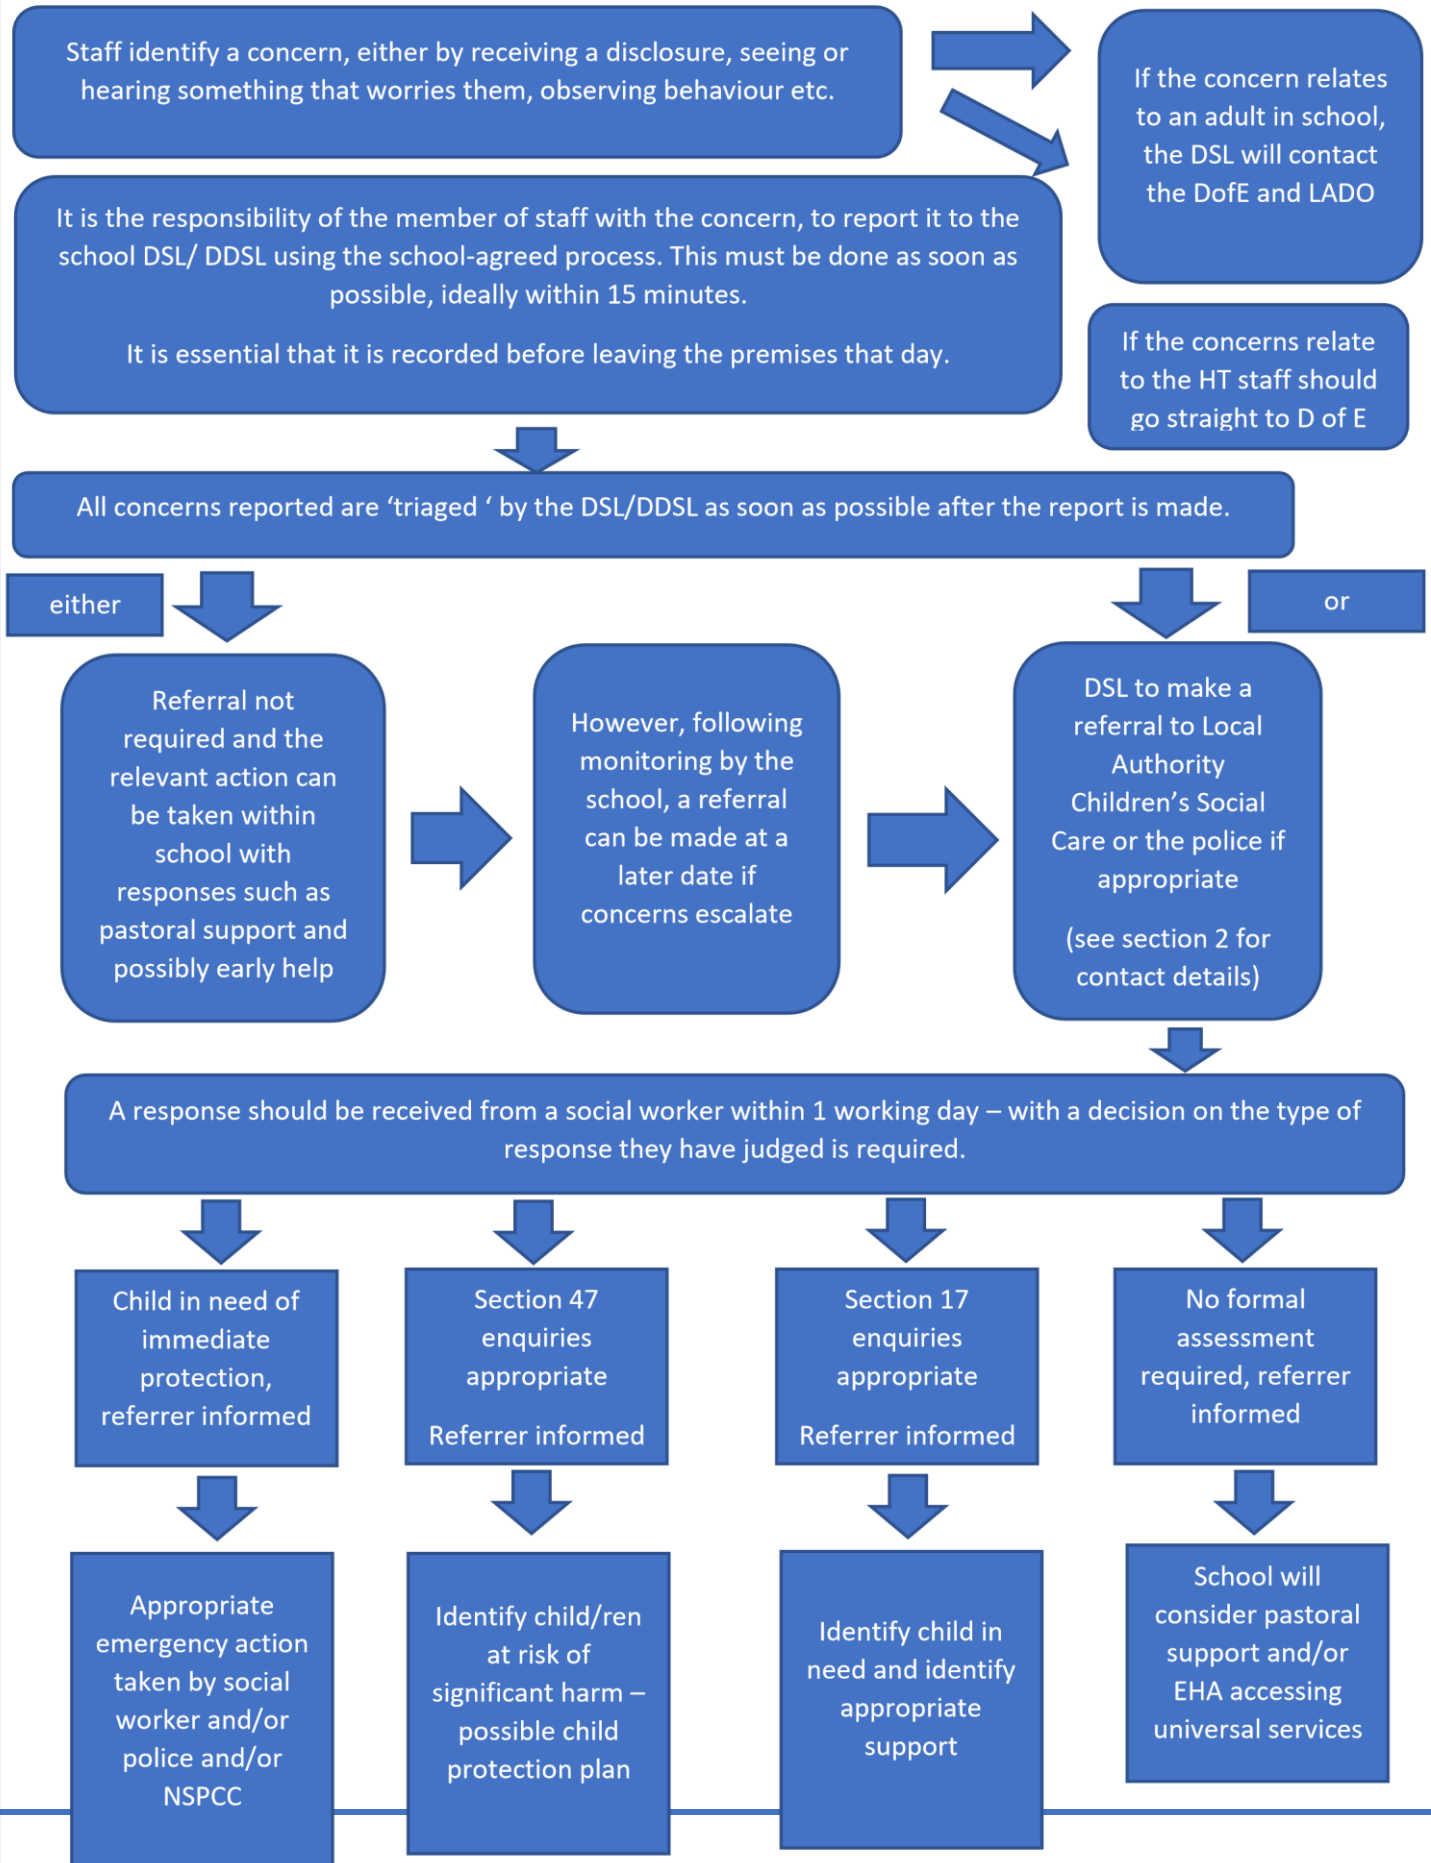 Staff identify a concern, either by receiving a disclosure, seeing or
hearing something that worries them, observing behaviour etc.
If the concern relates
to an adult in school,
the DSL will contact
the DofE and LADO
It is the responsibility of the member of staff with the concern, to report it to the
school DSL/ DDSL using the school-agreed process. This must be done as soon as
possible, ideally within 15 minutes.
It is essential that it is recorded before leaving the premises that day.
If the concerns relate
to the HT staff should
go straight to D of E
All concerns reported are ‘triaged ‘ by the DSL/DDSL as soon as possible after the report is made.
either
or
Referral not
required and the
relevant action can
be taken within
school with
responses such as
pastoral support and
possibly early help
However, following
monitoring by the
school, a referral
can be made at a
later date if
concerns escalate
DSL to make a
referral to Local
Authority
Children’s Social
Care or the police if
appropriate
(see section 2 for
contact details)
A response should be received from a social worker within 1 working day – with a decision on the type of
response they have judged is required.
Child in need of
immediate
protection,
referrer informed
Section 47
enquiries
appropriate
Referrer informed
Section 17
enquiries
appropriate
Referrer informed
No formal
assessment
required, referrer
informed
Appropriate
emergency action
taken by social
worker and/or
police and/or
NSPCC
Identify child/ren
at risk of
significant harm –
possible child
protection plan
Identify child in
need and identify
appropriate
support
School will
consider pastoral
support and/or
EHA accessing
universal services